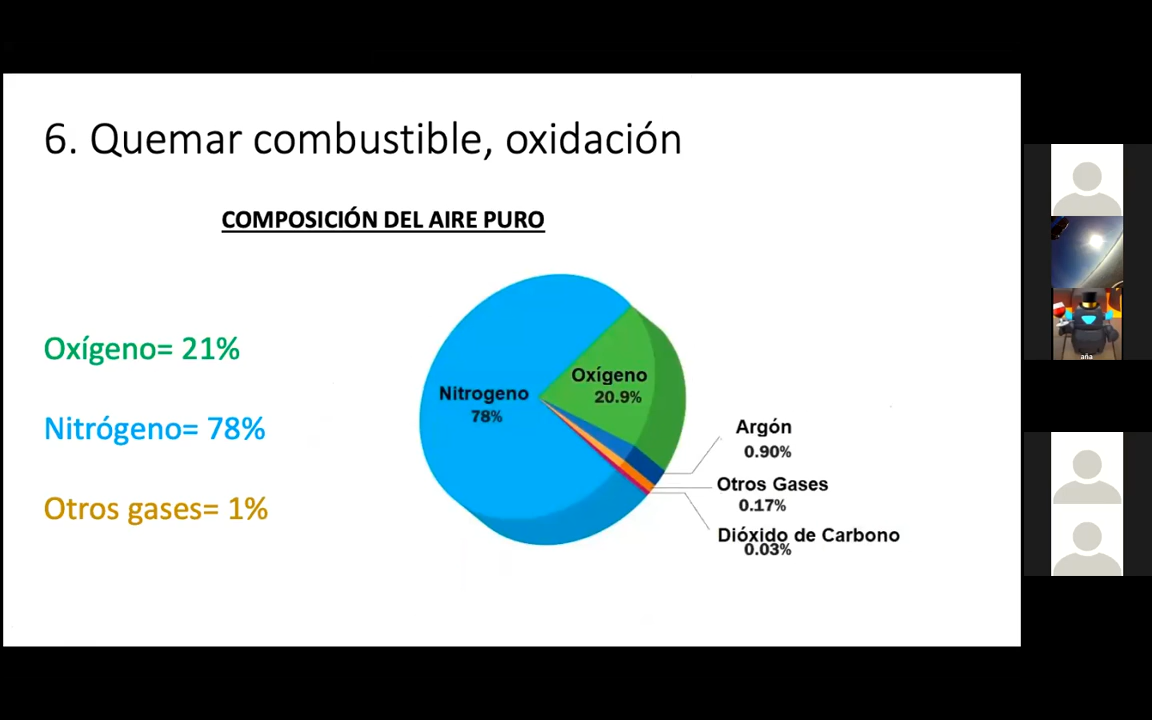 6. Quemar combustible, oxidación
COMPOSICIÓN DEL AIRE PURO
Oxígeno= 21%
Nitrógeno= 78%
Otros gases= 1%
Nitrogeno
78%
Oxígeno
20.9%
Argón
0.90%
Otros Gases
0.17%
Dióxido de Carbono
0.03%
aña